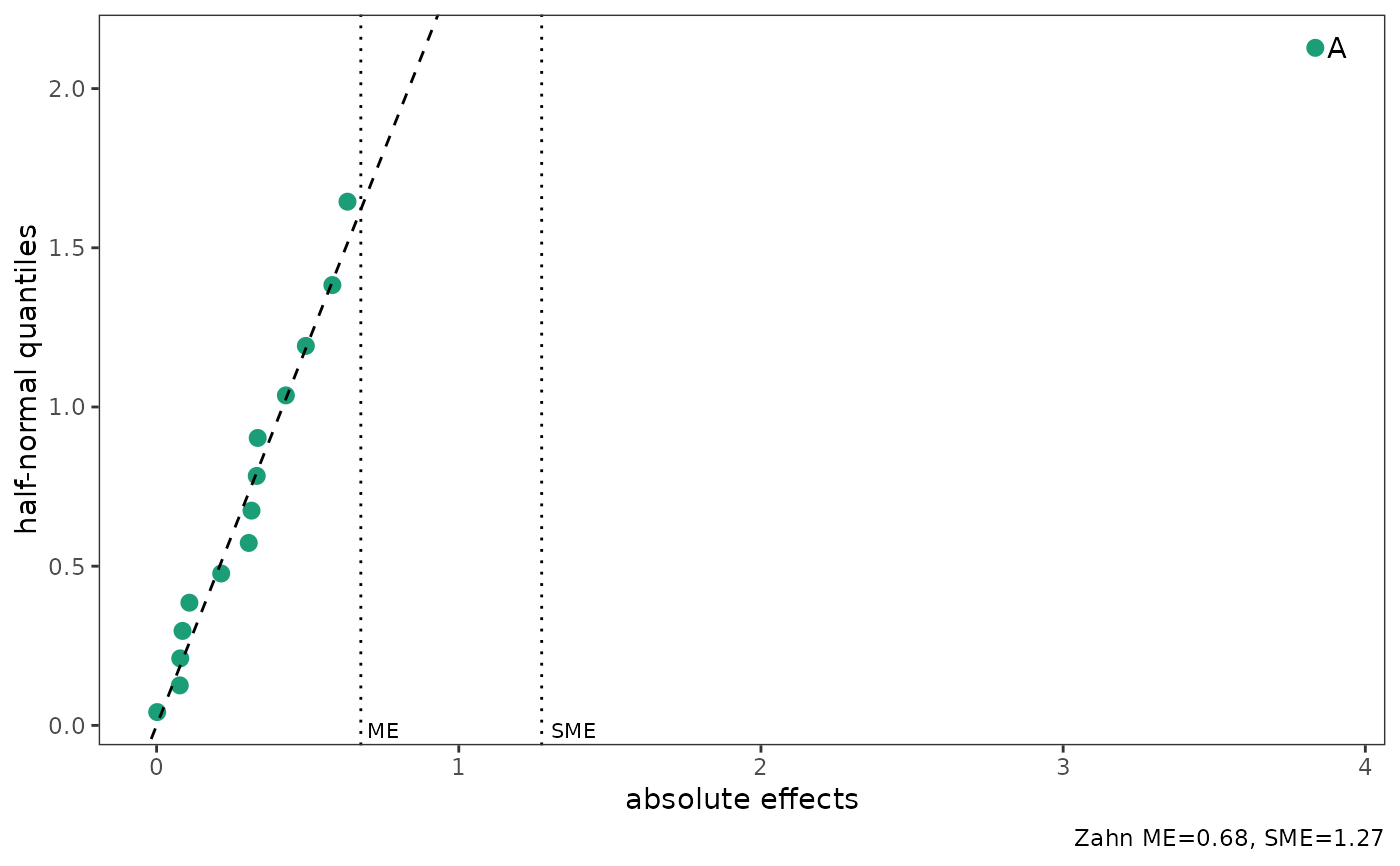 A
2.0
1.5
1.0
0.5
0.0
half-normal quantiles
ME
SME
0 1 2 3 4
absolute effects
Zahn ME=0.68, SME=1.27